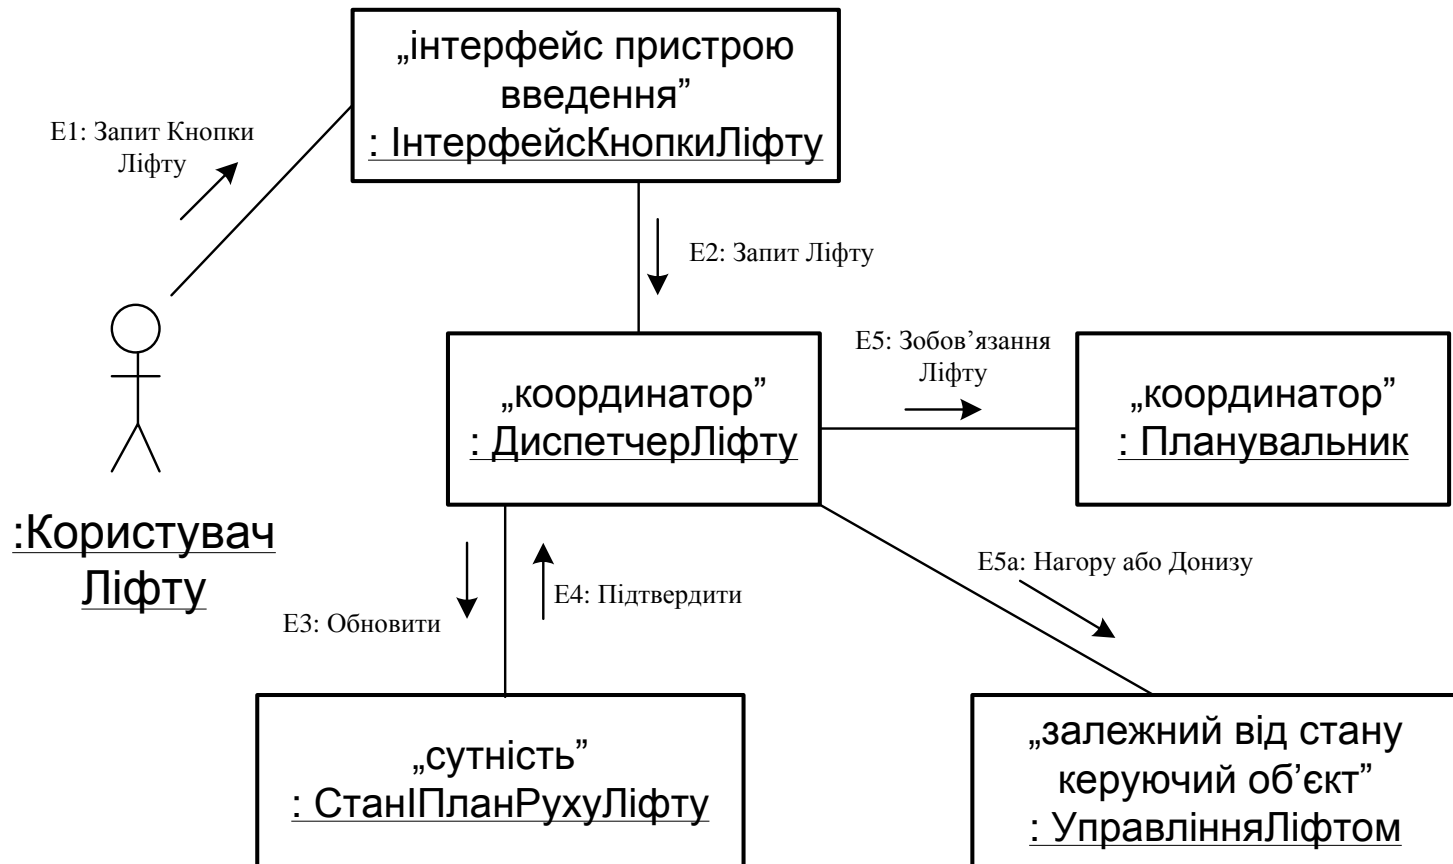 „інтерфейс пристрою
введення”
: ІнтерфейсКнопкиЛіфту
E1: Запит Кнопки
Ліфту
E2: Запит Ліфту
E5: Зобов’язання
Ліфту
„координатор”
: ДиспетчерЛіфту
„координатор”
: Планувальник
:Користувач
Ліфту
E3: Обновити
E4: Підтвердити
E5a: Нагору або Донизу
„сутність”
: СтанІПланРухуЛіфту
„залежний від стану
керуючий об’єкт”
: УправлінняЛіфтом